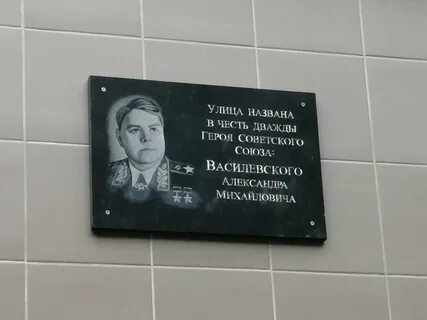 Улица названа
в честь дважды
Героя Советского
Союза:
Василевского
Александра
Михайловича